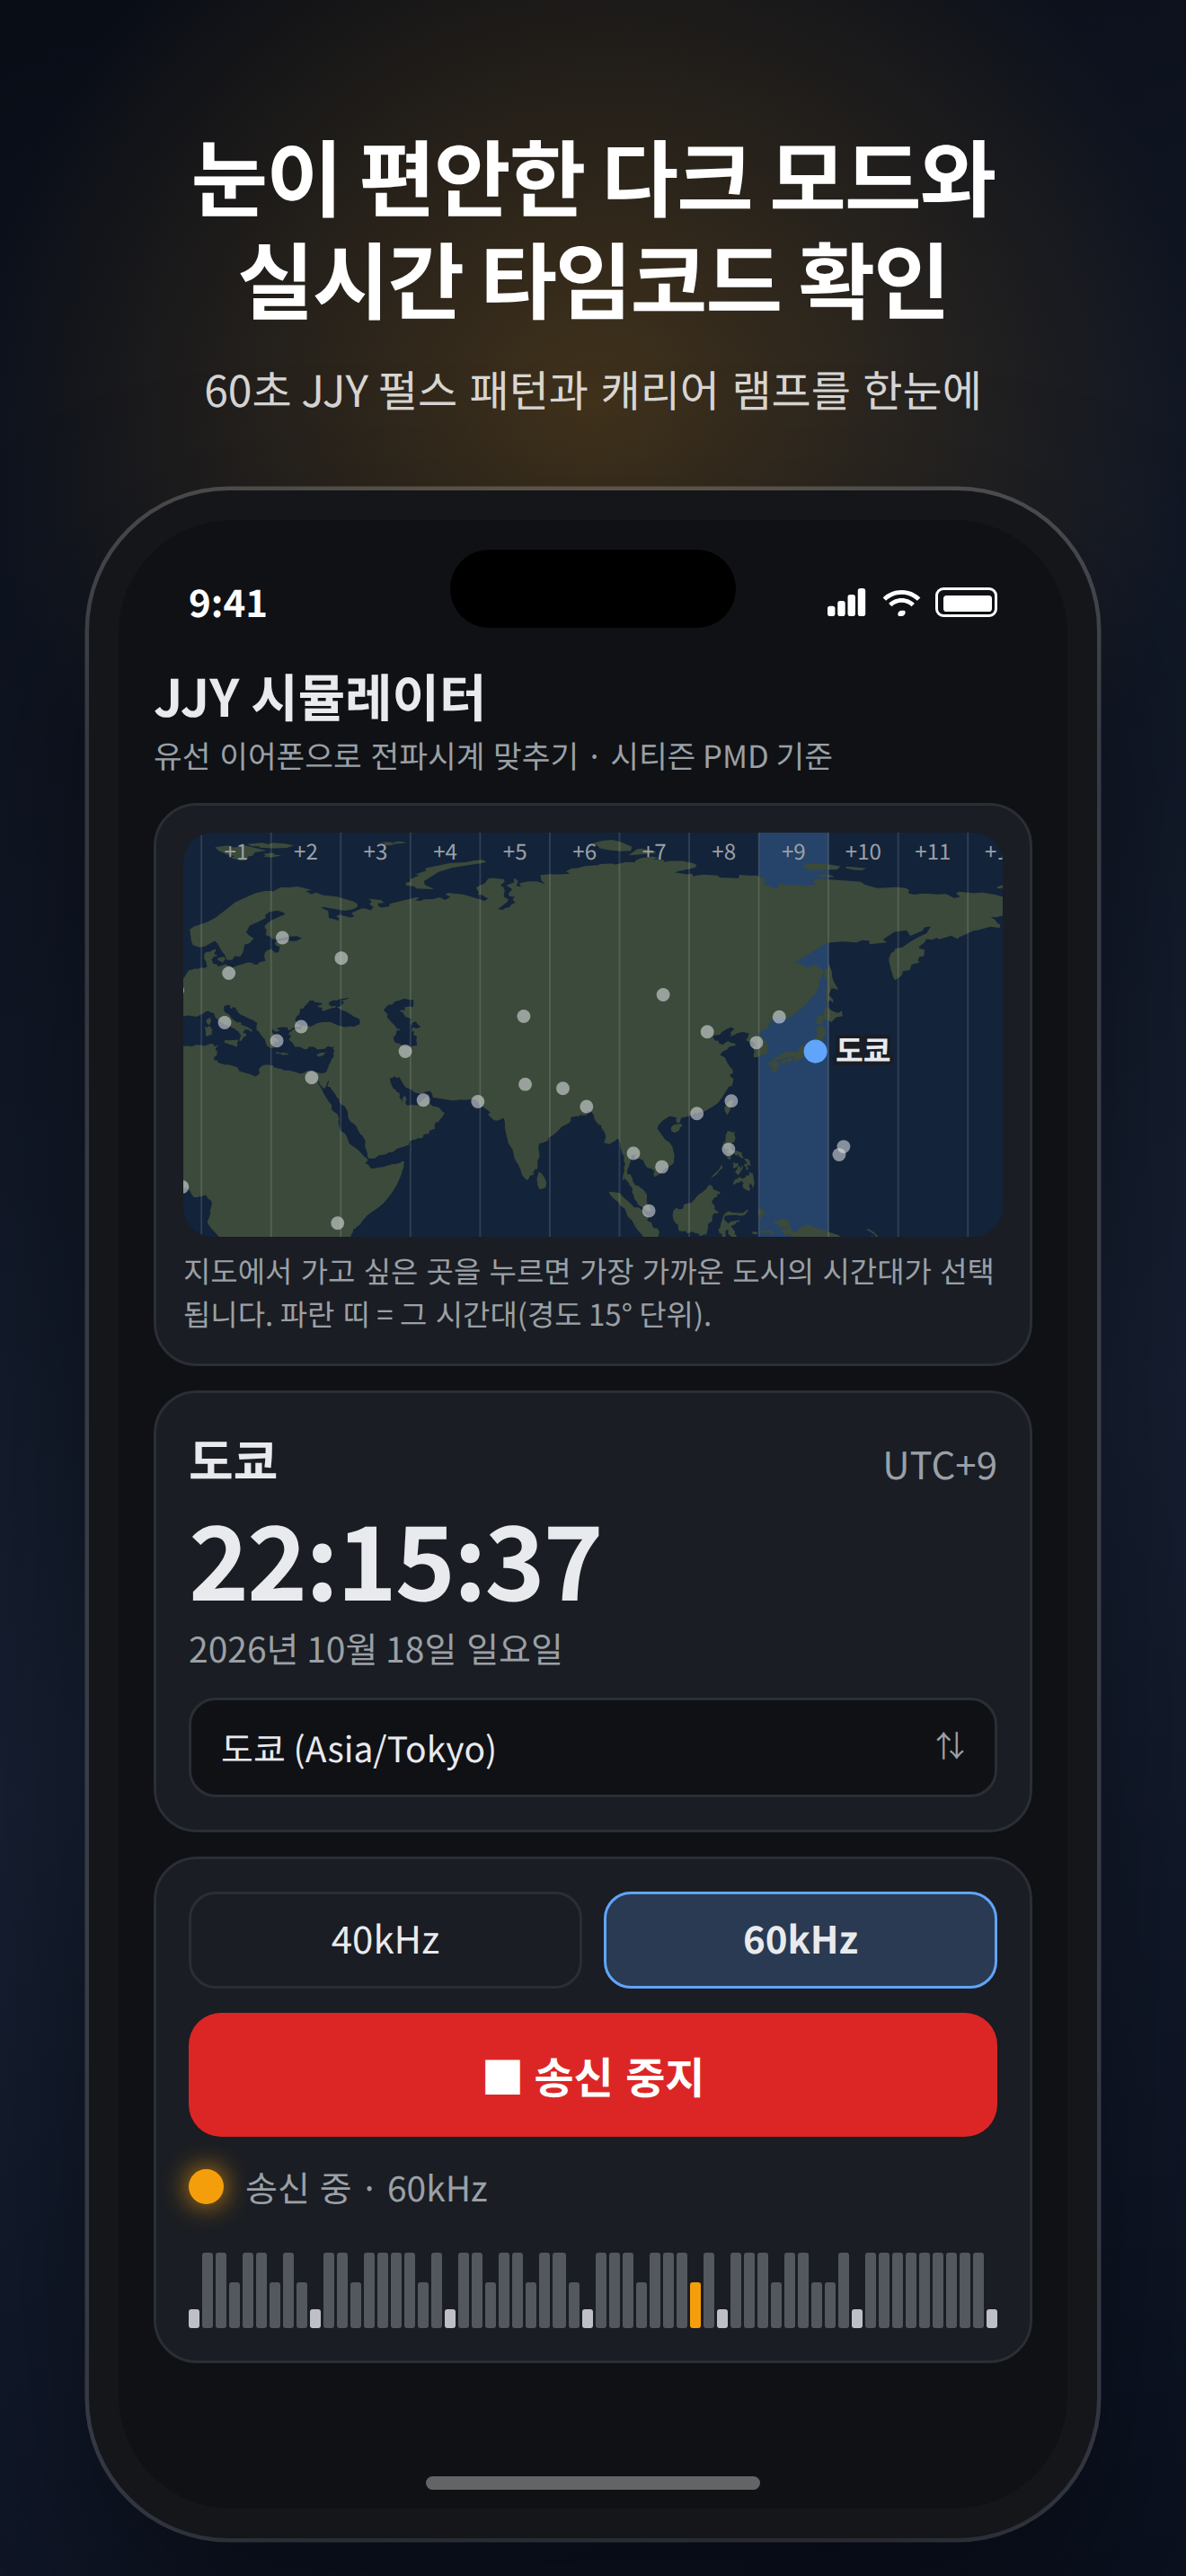 눈이 편안한 다크 모드와
실시간 타임코드 확인
60초 JJY 펄스 패턴과 캐리어 램프를 한눈에
9:41
JJY 시뮬레이터
유선 이어폰으로 전파시계 맞추기 · 시티즌 PMD 기준
+1 +2 +3 +4 +5 +6 +7 +8 +9 +10 +11
도쿄
지도에서 가고 싶은 곳을 누르면 가장 가까운 도시의 시간대가 선택
됩니다. 파란 띠 = 그 시간대(경도 15° 단위).
도쿄
UTC+9
22:15:37
2026년 10월 18일 일요일
도쿄 (Asia/Tokyo)
40kHz
60kHz
■ 송신 중지
송신 중 · 60kHz